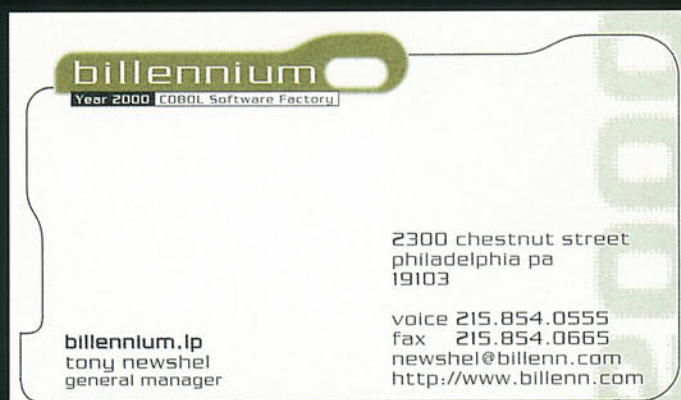 billennium
Year 2000 COBOL Software Factory
2300 chestnut street
philadelphia pa
19103
voice 215.854.0555
fax 215.854.0665
newshel@billenn.com
http://www.billenn.com
billennium.lp
tony newshel
general manager
2000